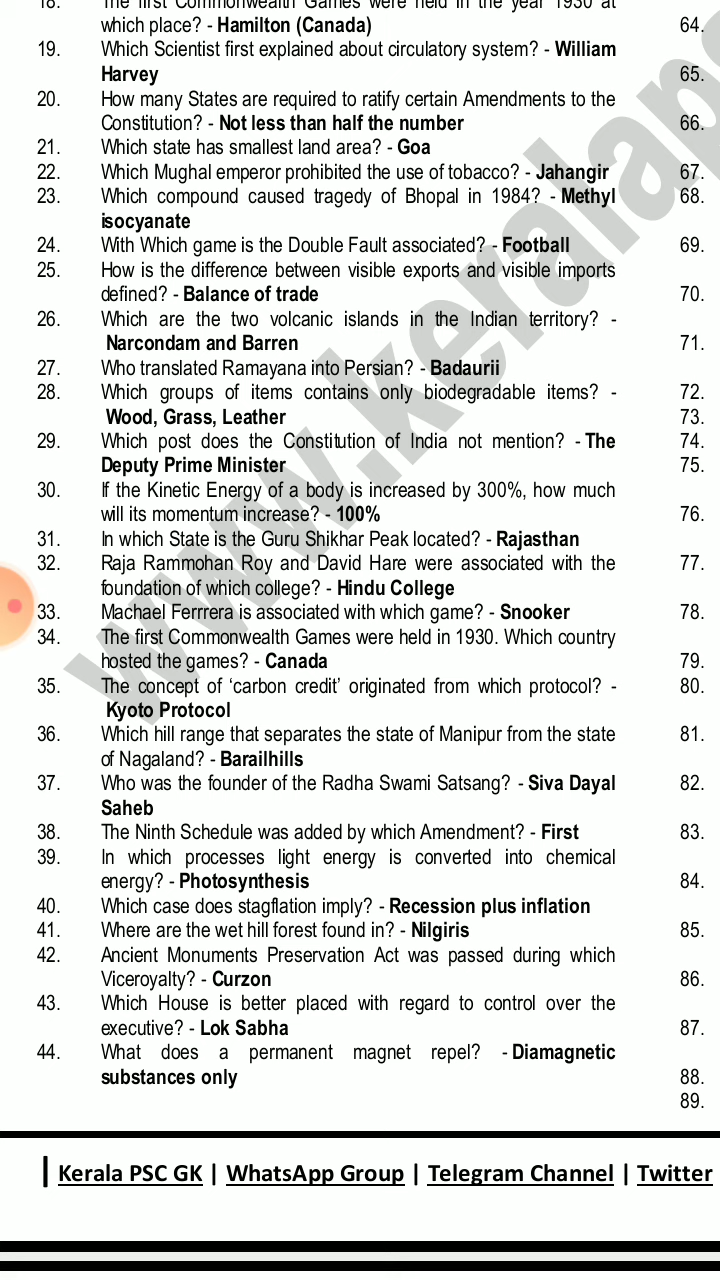 18. The first Commonwealth Games were held in the year 1930 at
which place? - Hamilton (Canada)
19. Which Scientist first explained about circulatory system? - William
Harvey
20. How many States are required to ratify certain Amendments to the
Constitution? - Not less than half the number
21. Which state has smallest land area? - Goa
22. Which Mughal emperor prohibited the use of tobacco? - Jahangir
23. Which compound caused tragedy of Bhopal in 1984? - Methyl
isocyanate
24. With Which game is the Double Fault associated? - Football
25. How is the difference between visible exports and visible imports
defined? - Balance of trade
26. Which are the two volcanic islands in the Indian territory? -
Narcondam and Barren
27. Who translated Ramayana into Persian? - Badaurii
28. Which groups of items contains only biodegradable items? -
Wood, Grass, Leather
29. Which post does the Constitution of India not mention? - The
Deputy Prime Minister
30. If the Kinetic Energy of a body is increased by 300%, how much
will its momentum increase? - 100%
31. In which State is the Guru Shikhar Peak located? - Rajasthan
32. Raja Rammohan Roy and David Hare were associated with the
foundation of which college? - Hindu College
33. Machael Ferrrera is associated with which game? - Snooker
34. The first Commonwealth Games were held in 1930. Which country
hosted the games? - Canada
35. The concept of ‘carbon credit’ originated from which protocol? -
Kyoto Protocol
36. Which hill range that separates the state of Manipur from the state
of Nagaland? - Barailhills
37. Who was the founder of the Radha Swami Satsang? - Siva Dayal
Saheb
38. The Ninth Schedule was added by which Amendment? - First
39. In which processes light energy is converted into chemical
energy? - Photosynthesis
40. Which case does stagflation imply? - Recession plus inflation
41. Where are the wet hill forest found in? - Nilgiris
42. Ancient Monuments Preservation Act was passed during which
Viceroyalty? - Curzon
43. Which House is better placed with regard to control over the
executive? - Lok Sabha
44. What does a permanent magnet repel? - Diamagnetic
substances only
64.
65.
66.
67.
68.
69.
70.
71.
72.
73.
74.
75.
76.
77.
78.
79.
80.
81.
82.
83.
84.
85.
86.
87.
88.
89.
www.keralaps
| Kerala PSC GK | WhatsApp Group | Telegram Channel | Twitter